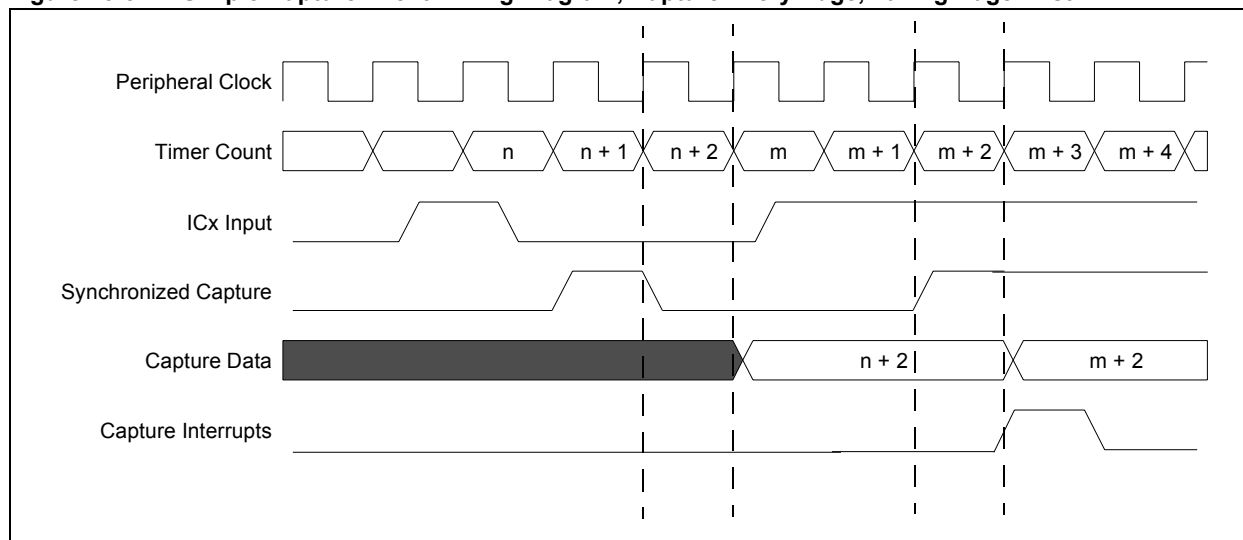 Peripheral Clock
Timer Count
n
n + 1
n + 2
m
m + 1
m + 2
m + 3
m + 4
ICx Input
Synchronized Capture
Capture Data
n + 2
m + 2
Capture Interrupts